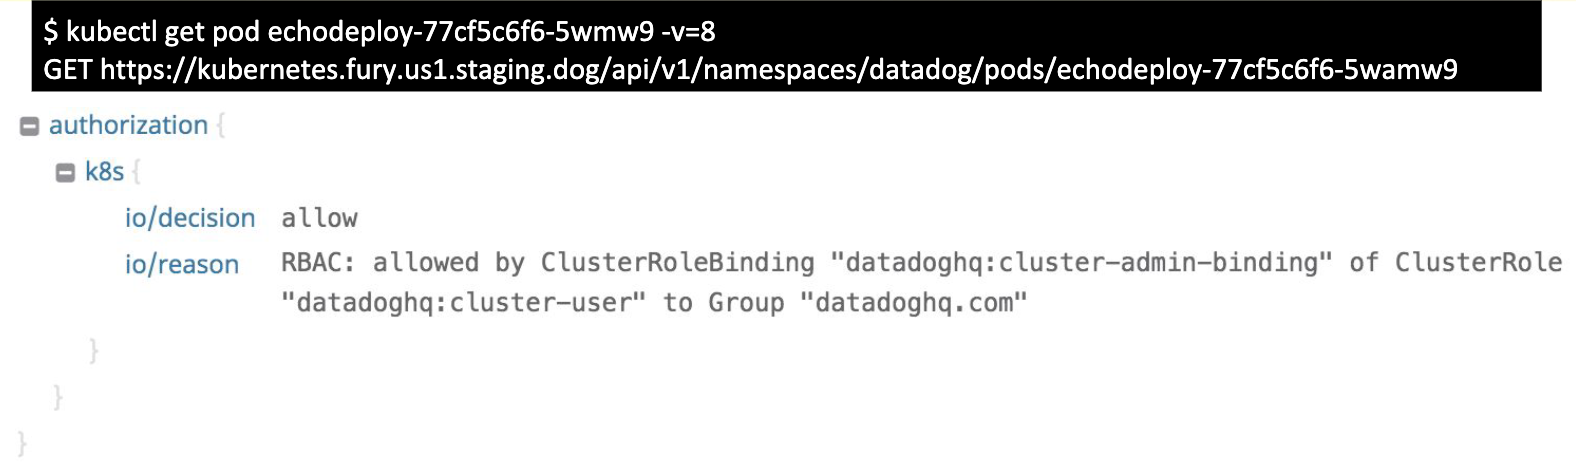 $ kubectl get pod echodeploy-77cf5c6f6-5wmw9 -v=8
GET https://kubernetes.fury.us1.staging.dog/api/v1/namespaces/datadog/pods/echodeploy-77cf5c6f6-5wamw9
authorization {
k8s {
io/decision allow
io/reason RBAC: allowed by ClusterRoleBinding "datadoghq:cluster-admin-binding" of ClusterRole
"datadoghq:cluster-user" to Group "datadoghq.com"
}
}
}